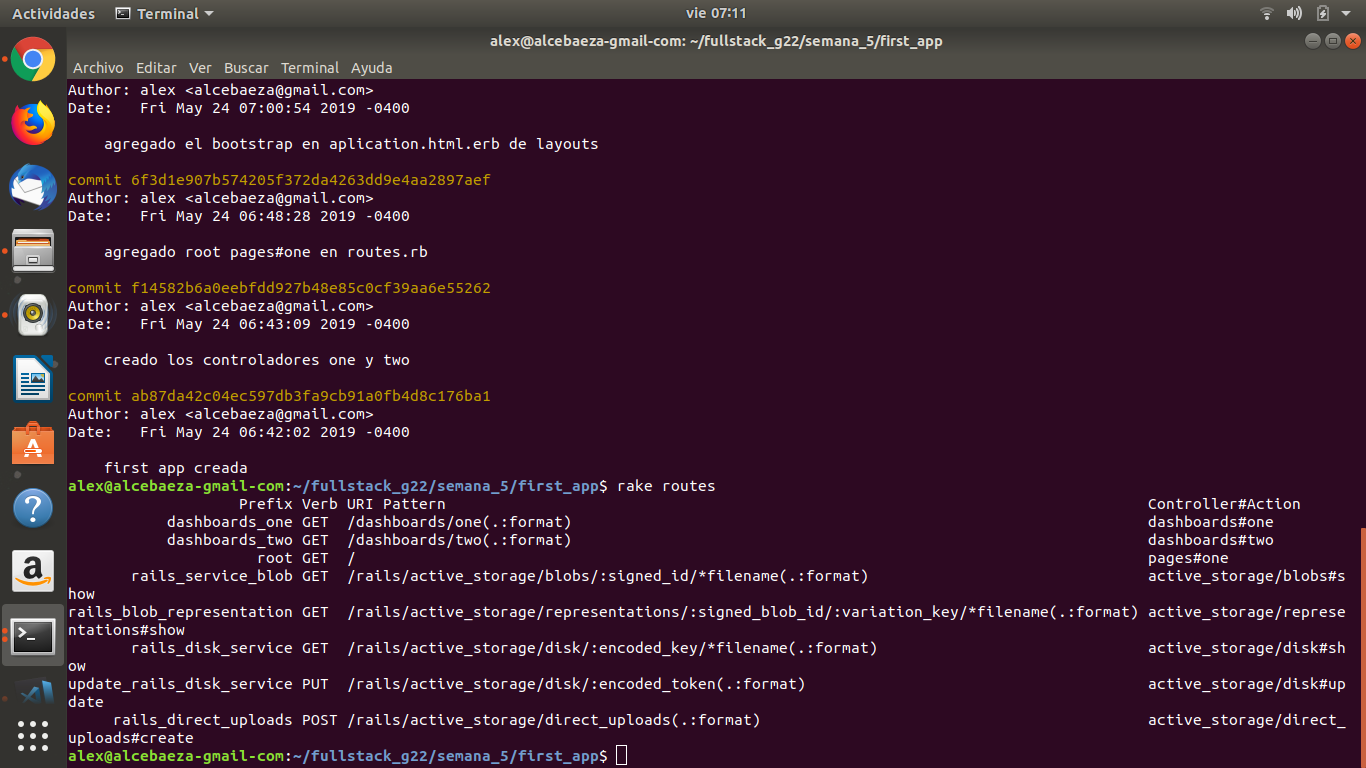 Actividades Terminal vie 07:11
alex@alcebaeza-gmail-com: ~/fullstack_g22/semana_5/first_app
Archivo Editar Ver Buscar Terminal Ayuda
Author: alex <alcebaeza@gmail.com>
Date:   Fri May 24 07:00:54 2019 -0400
    agregado el bootstrap en aplication.html.erb de layouts
commit 6f3d1e907b574205f372da4263dd9e4aa2897aef
Author: alex <alcebaeza@gmail.com>
Date:   Fri May 24 06:48:28 2019 -0400
    agregado root pages#one en routes.rb
commit f14582b6a0eebfdd927b48e85c0cf39aa6e55262
Author: alex <alcebaeza@gmail.com>
Date:   Fri May 24 06:43:09 2019 -0400
    creado los controladores one y two
commit ab87da42c04ec597db3fa9cb91a0fb4d8c176ba1
Author: alex <alcebaeza@gmail.com>
Date:   Fri May 24 06:42:02 2019 -0400
    first app creada
alex@alcebaeza-gmail-com:~/fullstack_g22/semana_5/first_app$ rake routes
Prefix Verb URI Pattern Controller#Action
dashboards_one GET  /dashboards/one(.:format) dashboards#one
dashboards_two GET  /dashboards/two(.:format) dashboards#two
root GET  / pages#one
rails_service_blob GET  /rails/active_storage/blobs/:signed_id/*filename(.:format) active_storage/blobs#s
how
rails_blob_representation GET  /rails/active_storage/representations/:signed_blob_id/:variation_key/*filename(.:format) active_storage/represe
ntations#show
rails_disk_service GET  /rails/active_storage/disk/:encoded_key/*filename(.:format) active_storage/disk#sh
ow
update_rails_disk_service PUT  /rails/active_storage/disk/:encoded_token(.:format) active_storage/disk#up
date
rails_direct_uploads POST /rails/active_storage/direct_uploads(.:format) active_storage/direct_
uploads#create
alex@alcebaeza-gmail-com:~/fullstack_g22/semana_5/first_app$